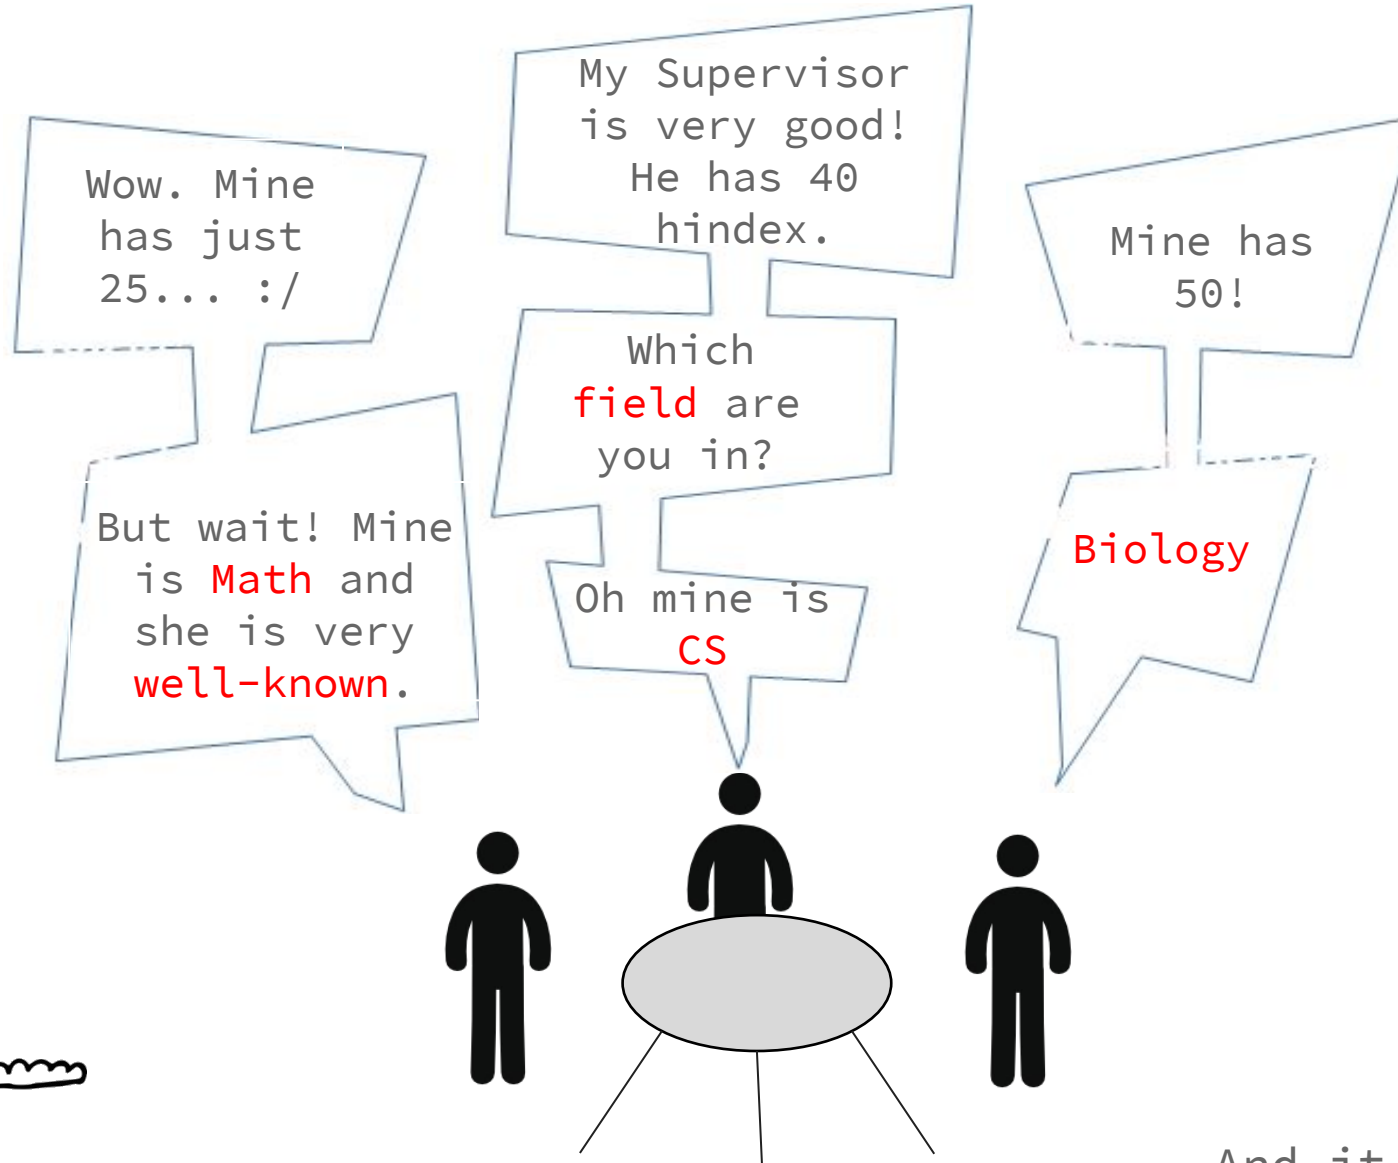 My Supervisor
is very good!
He has 40
hindex.
Wow. Mine
has just
25... :/
Mine has
50!
Which
field are
you in?
But wait! Mine
is Math and
she is very
well-known.
Oh mine is
CS
Biology
And it